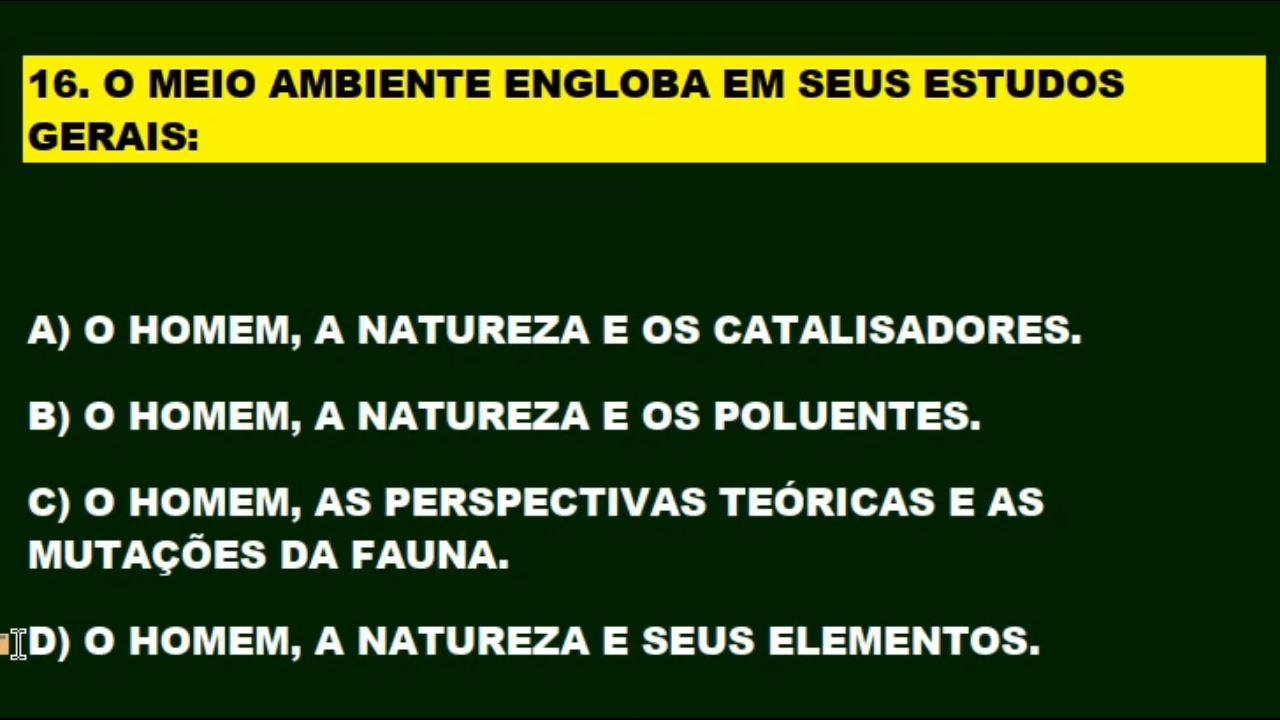 16. O MEIO AMBIENTE ENGLOBA EM SEUS ESTUDOS
GERAIS:
A) O HOMEM, A NATUREZA E OS CATALISADORES.
B) O HOMEM, A NATUREZA E OS POLUENTES.
C) O HOMEM, AS PERSPECTIVAS TEÓRICAS E AS
MUTAÇÕES DA FAUNA.
D) O HOMEM, A NATUREZA E SEUS ELEMENTOS.